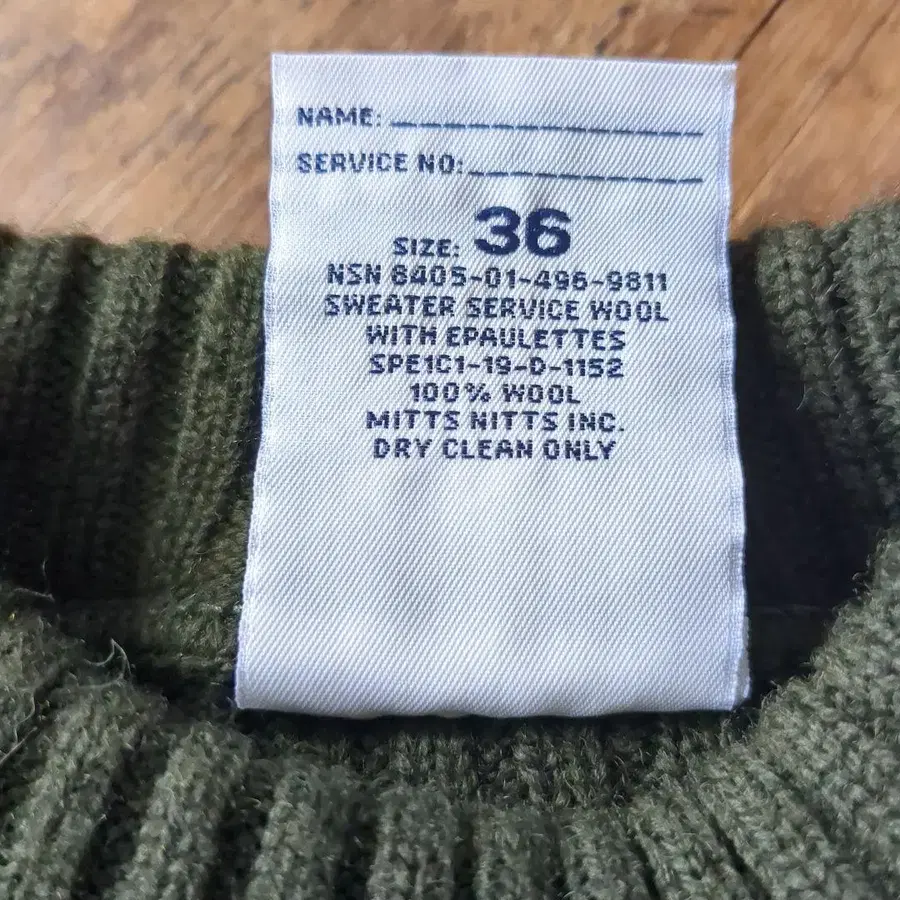 NAME:
SERVICE NO:
SIZE: 36
NSN 8405-01-496-9811
SWEATER SERVICE WOOL
WITH EPAULETTES
SPE1C1-19-D-1152
100% WOOL
MITTS NITTS INC.
DRY CLEAN ONLY